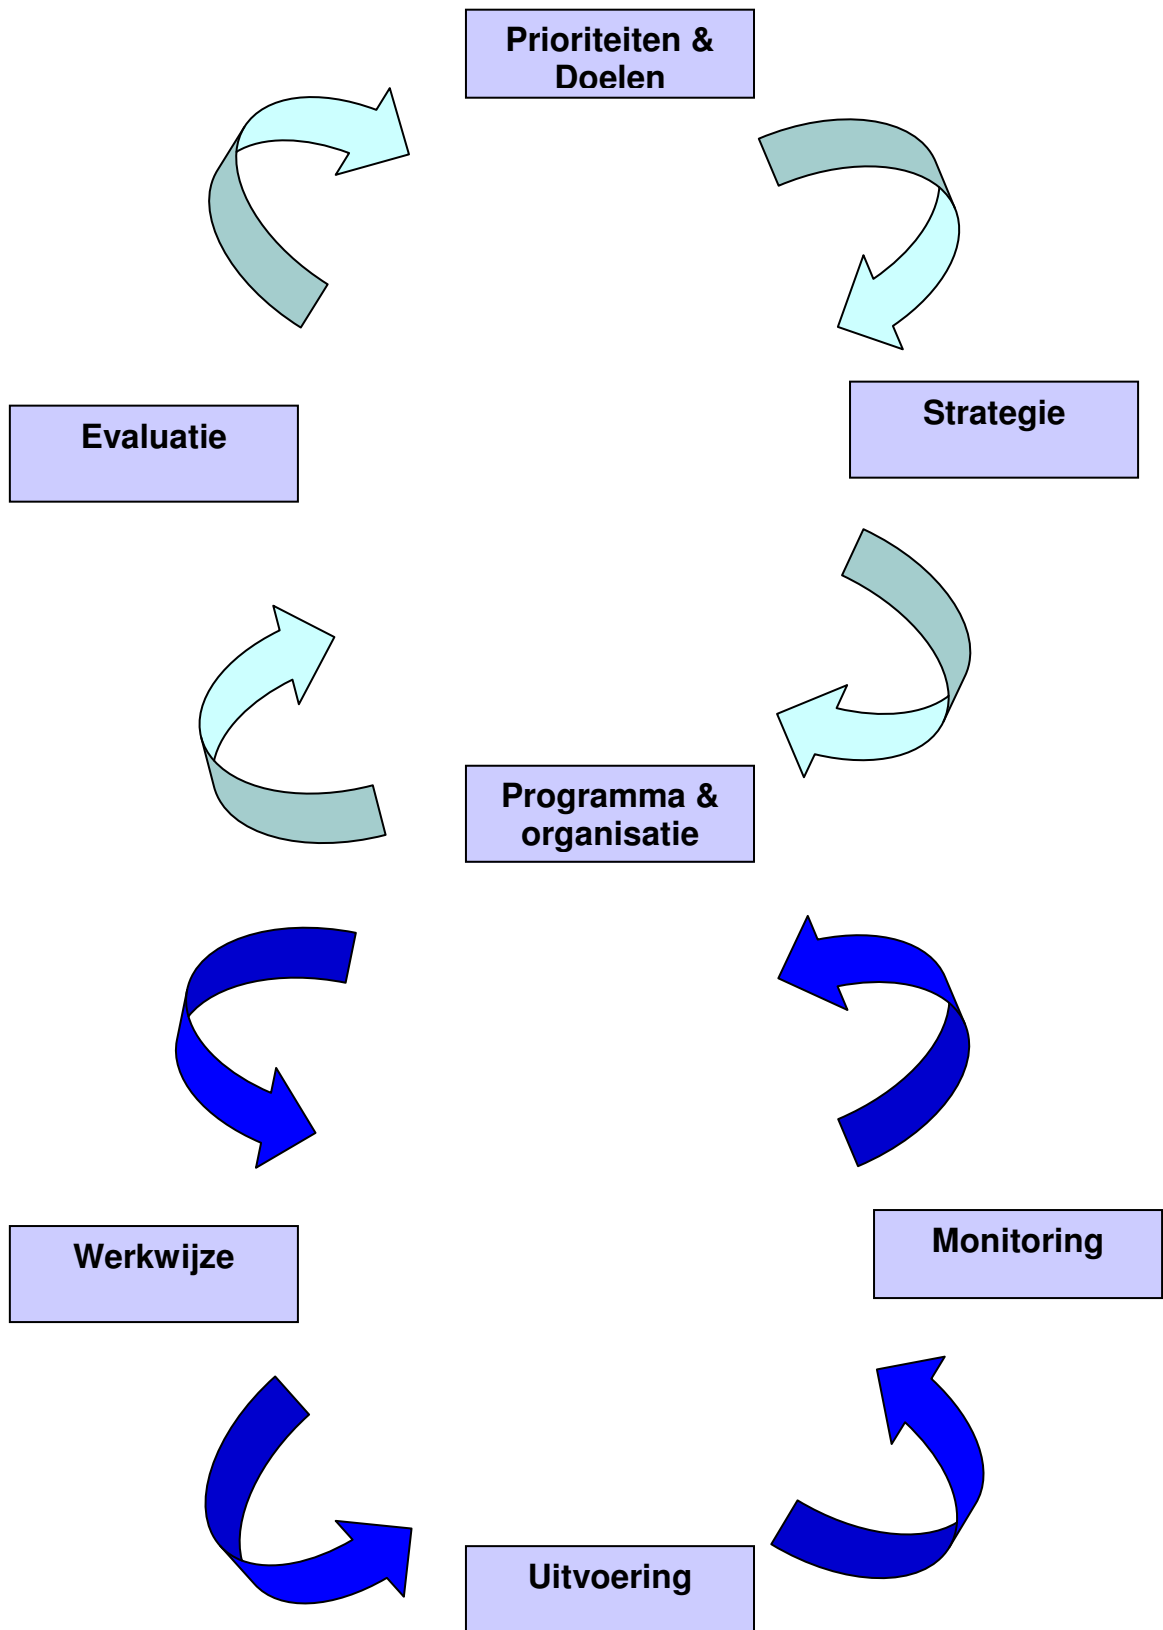 Prioriteiten &
Doelen
Strategie
Evaluatie
Programma &
organisatie
Monitoring
Werkwijze
Uitvoering